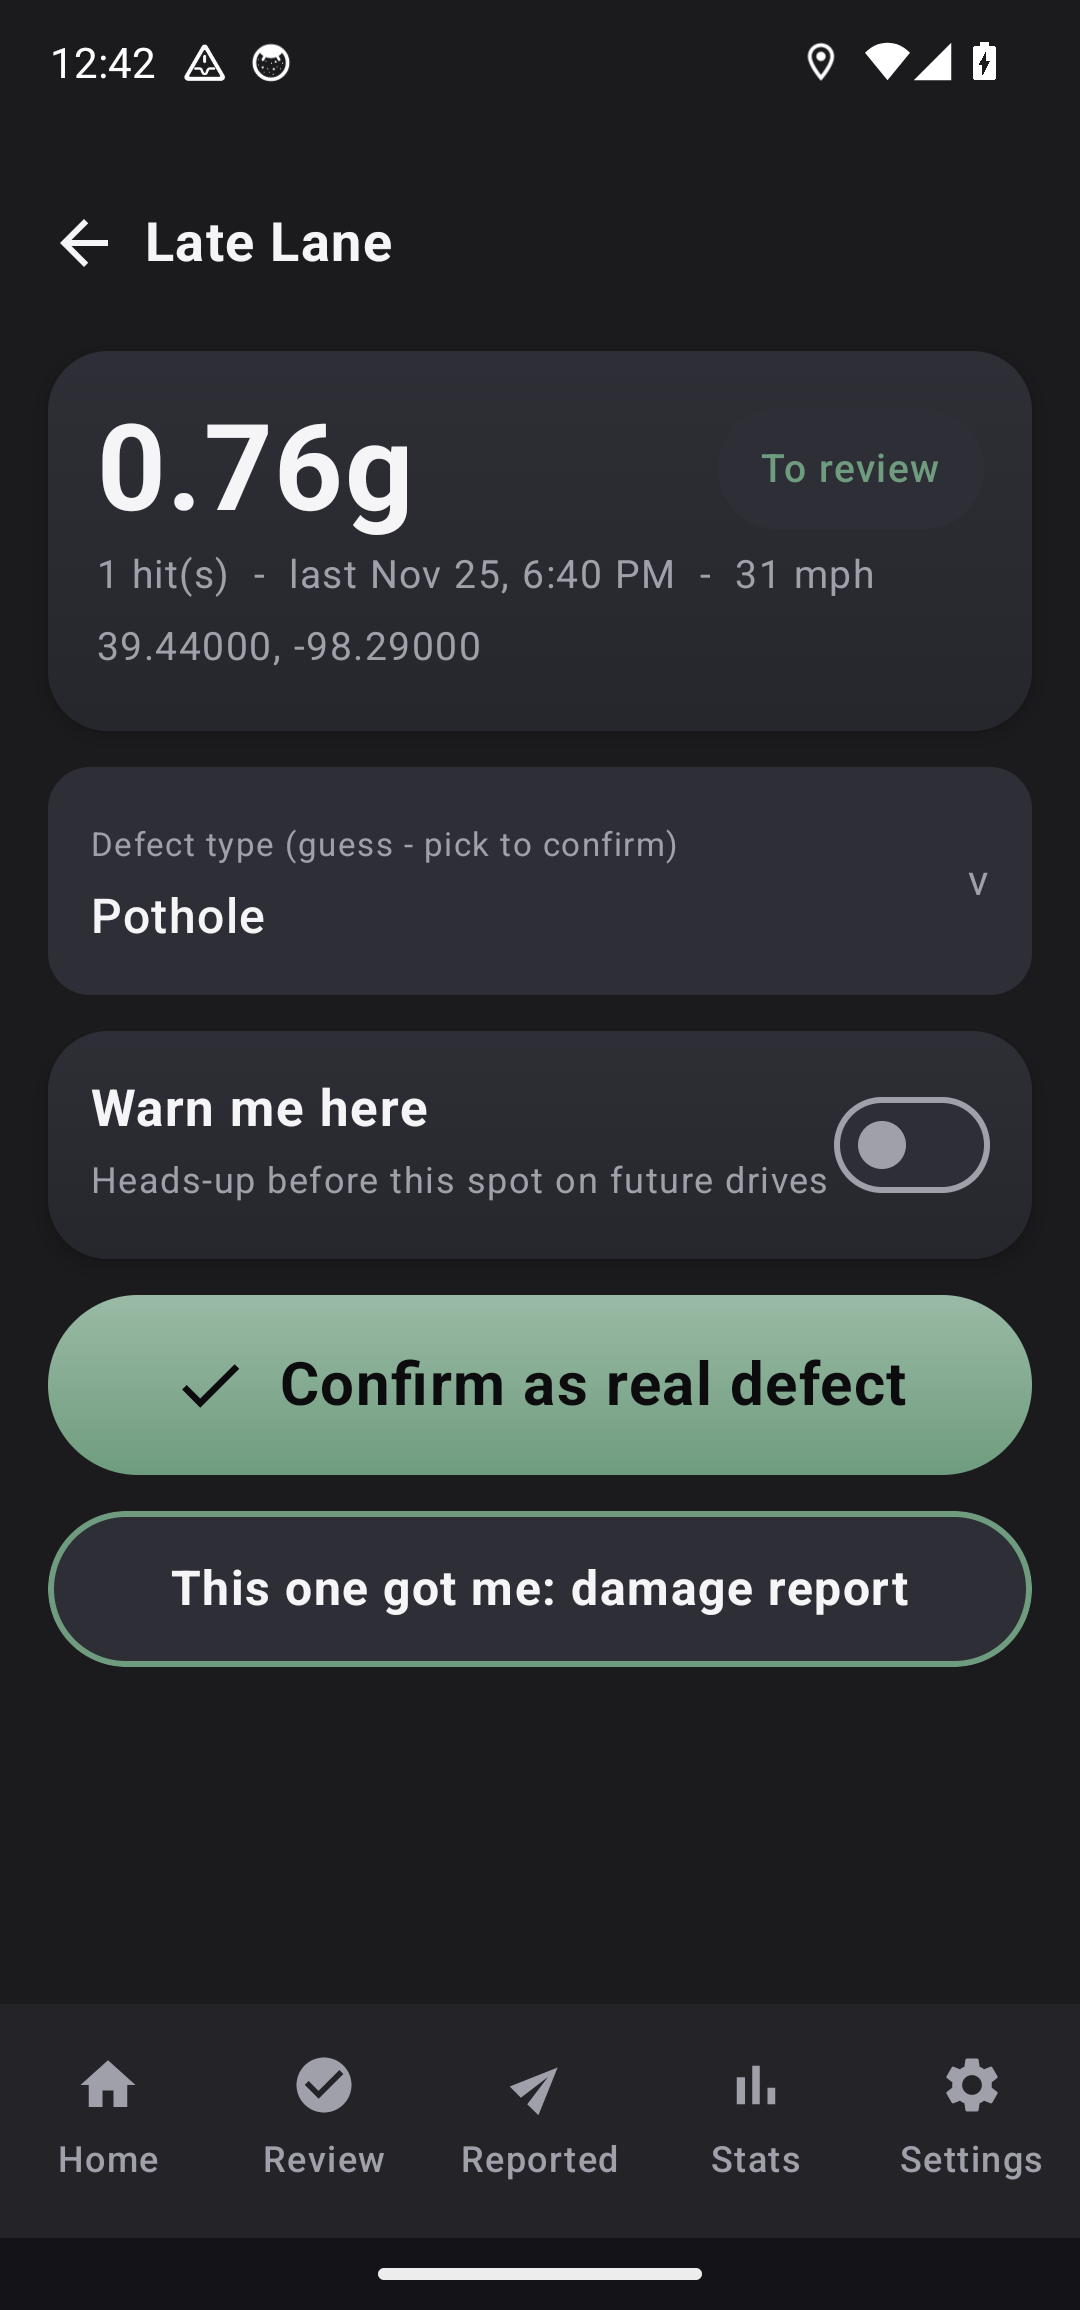 12:42
Late Lane
0.76g
To review
1 hit(s) - last Nov 25, 6:40 PM - 31 mph
39.44000, -98.29000
Defect type (guess - pick to confirm)
Pothole
v
Warn me here
Heads-up before this spot on future drives
Confirm as real defect
This one got me: damage report
Home
Review
Reported
Stats
Settings